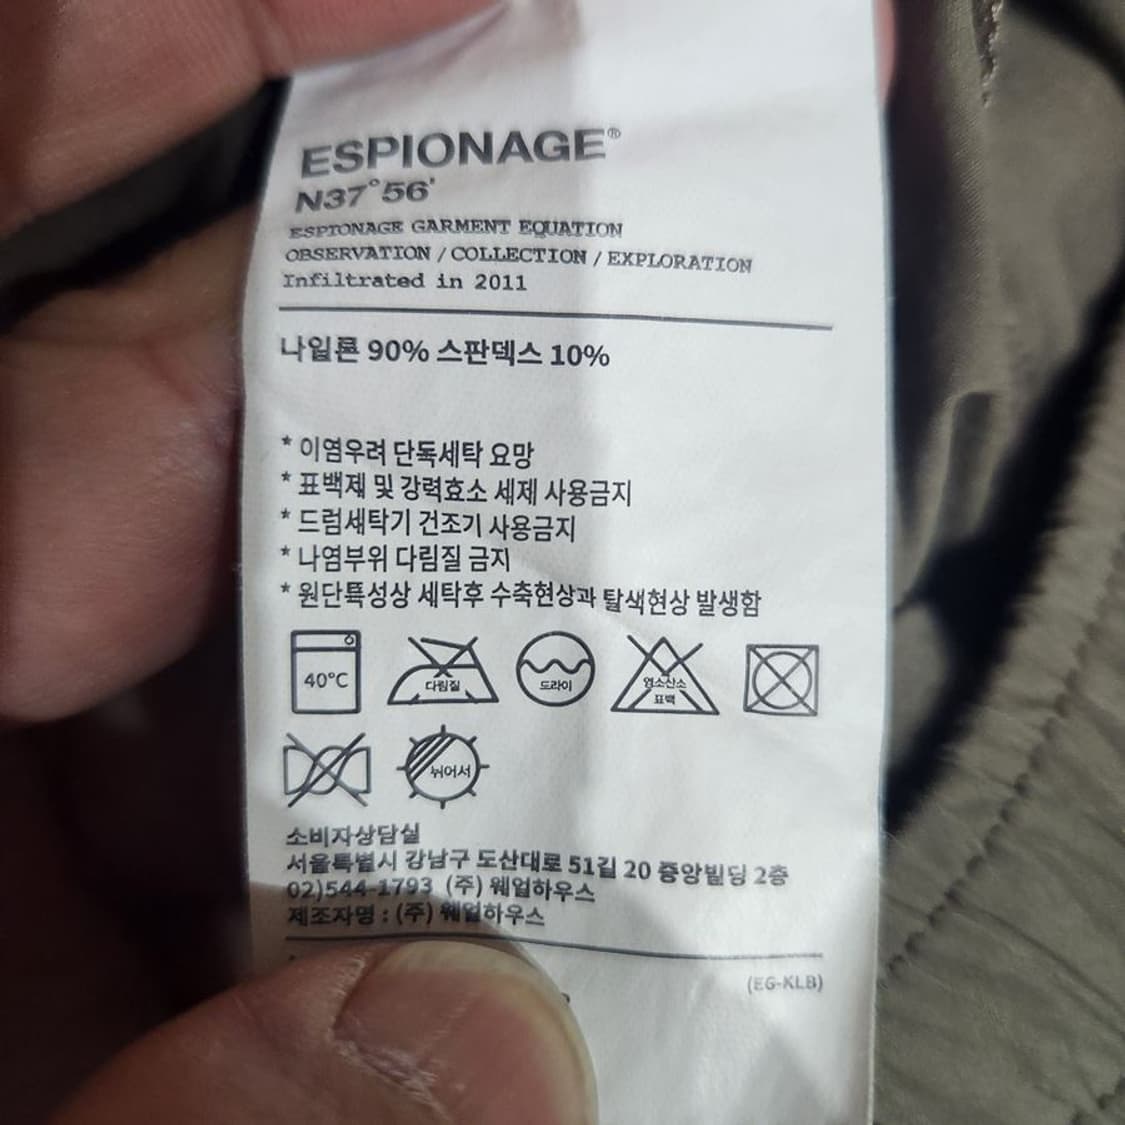 ESPIONAGE®
N37°56'
ESPIONAGE GARMENT EQUATION
OBSERVATION / COLLECTION / EXPLORATION
Infiltrated in 2011
나일론 90% 스판덱스 10%
* 이염우려 단독세탁 요망
* 표백제 및 강력효소 세제 사용금지
* 드럼세탁기 건조기 사용금지
* 나염부위 다림질 금지
* 원단특성상 세탁후 수축현상과 탈색현상 발생함
40°C 다림질 도라이 염소산소 표백
뉘어서
소비자상담실
서울특별시 강남구 도산대로 51길 20 중앙빌딩 2층
02)544-1793 (주) 웨얼하우스
제조자명 : (주) 웨얼하우스
(EG-KLB)